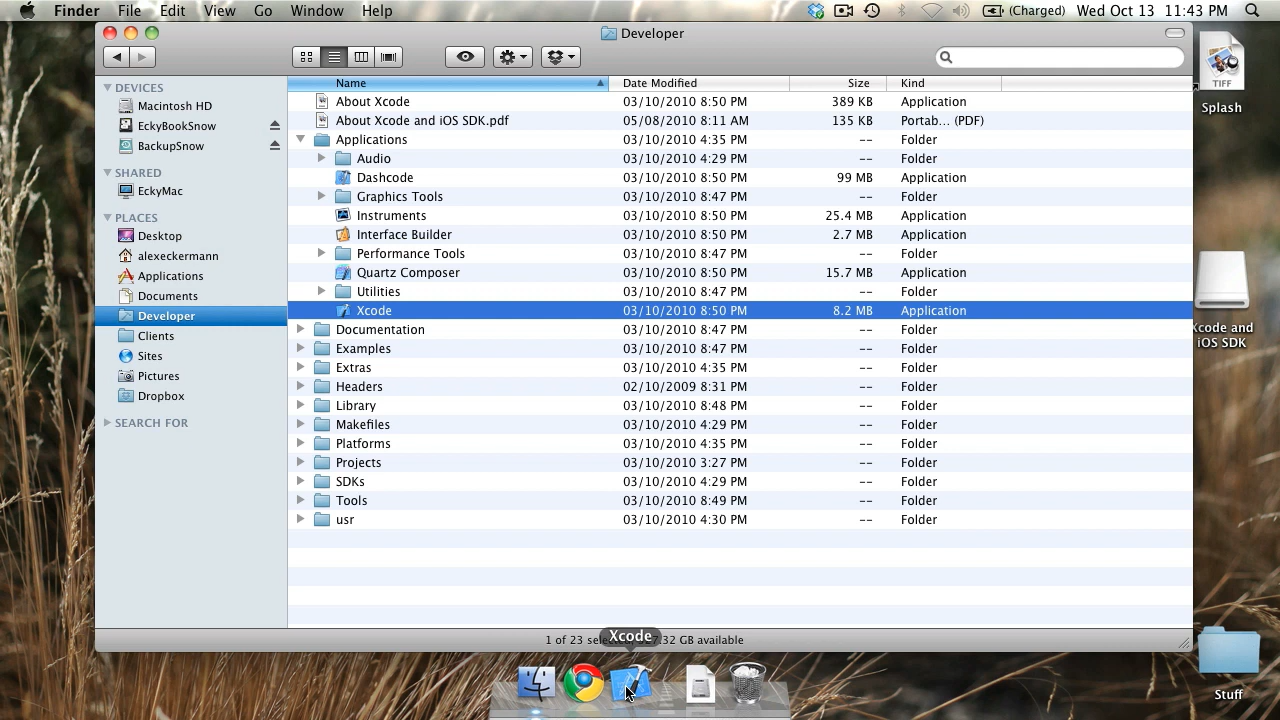 Finder File Edit View Go Window Help (Charged) Wed Oct 13 11:43 PM
Developer
Name Date Modified Size Kind
DEVICES
Macintosh HD
EckyBookSnow
BackupSnow
SHARED
EckyMac
PLACES
Desktop
alexeckermann
Applications
Documents
Developer
Clients
Sites
Pictures
Dropbox
SEARCH FOR
About Xcode 03/10/2010 8:50 PM 389 KB Application
About Xcode and iOS SDK.pdf 05/08/2010 8:11 AM 135 KB Portab... (PDF)
Applications 03/10/2010 4:35 PM -- Folder
Audio 03/10/2010 4:29 PM -- Folder
Dashcode 03/10/2010 8:50 PM 99 MB Application
Graphics Tools 03/10/2010 8:47 PM -- Folder
Instruments 03/10/2010 8:50 PM 25.4 MB Application
Interface Builder 03/10/2010 8:50 PM 2.7 MB Application
Performance Tools 03/10/2010 8:47 PM -- Folder
Quartz Composer 03/10/2010 8:50 PM 15.7 MB Application
Utilities 03/10/2010 8:47 PM -- Folder
Xcode 03/10/2010 8:50 PM 8.2 MB Application
Documentation 03/10/2010 8:47 PM -- Folder
Examples 03/10/2010 8:47 PM -- Folder
Extras 03/10/2010 4:35 PM -- Folder
Headers 02/10/2009 8:31 PM -- Folder
Library 03/10/2010 8:48 PM -- Folder
Makefiles 03/10/2010 4:29 PM -- Folder
Platforms 03/10/2010 4:35 PM -- Folder
Projects 03/10/2010 3:27 PM -- Folder
SDKs 03/10/2010 4:29 PM -- Folder
Tools 03/10/2010 8:49 PM -- Folder
usr 03/10/2010 4:30 PM -- Folder
1 of 23 7.32 GB available
Xcode
TIFF
Splash
Xcode and
iOS SDK
Stuff